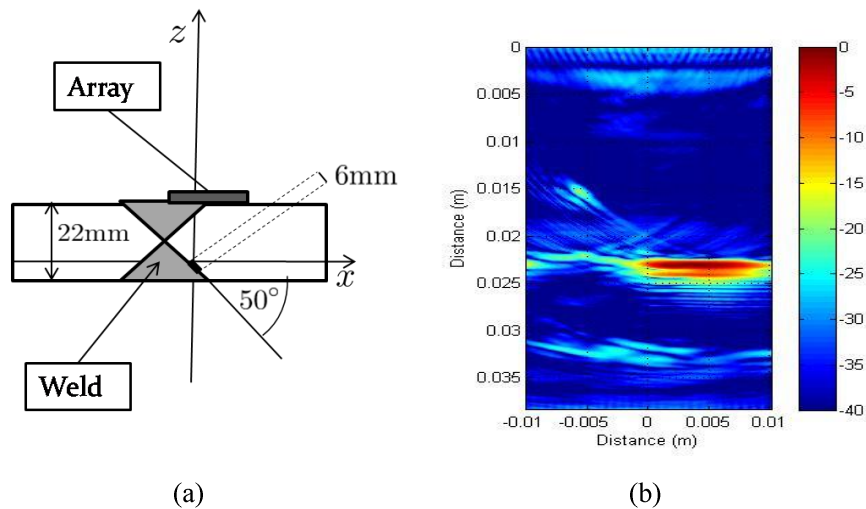 z
Array
6mm
22mm
x
50°
Weld
(a)
0
0.005
0.01
0.015
0.02
0.025
0.03
0.035
Distance (m)
-0.01
-0.005
0
0.005
0.01
Distance (m)
0
-5
-10
-15
-20
-25
-30
-35
-40
(b)